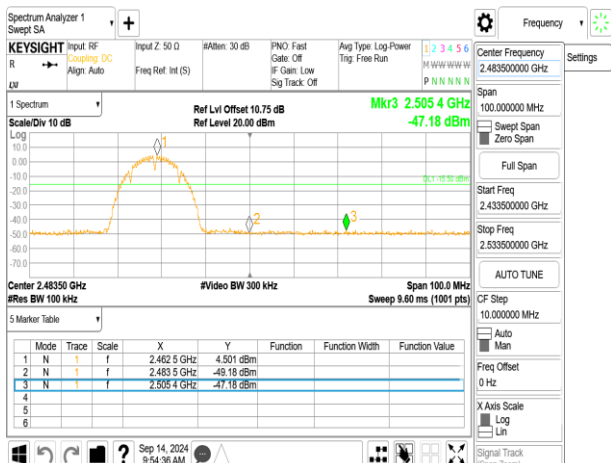 Spectrum Analyzer 1
Swept SA
Frequency
KEYSIGHT
Input: RF
Input Z: 50 Ω
#Atten: 30 dB
PNO: Fast
Avg Type: Log-Power
1 2 3 4 5 6
R
Coupling: DC
Gate: Off
Trig: Free Run
M W W W W W
Align: Auto
Freq Ref: Int (S)
IF Gain: Low
Sig Track: Off
P N N N N N
LXI
1 Spectrum
Ref Lvl Offset 10.75 dB
Mkr3 2.505 4 GHz
Scale/Div 10 dB
Ref Level 20.00 dBm
-47.18 dBm
Log
10.0
0.00
-10.0
-20.0
-30.0
-40.0
-50.0
-60.0
-70.0
1
2
3
Center 2.48350 GHz
#Video BW 300 kHz
Span 100.0 MHz
#Res BW 100 kHz
Sweep 9.60 ms (1001 pts)
5 Marker Table
Mode Trace Scale X Y Function Function Width Function Value
1 N 1 f 2.462 5 GHz 4.501 dBm
2 N 1 f 2.483 5 GHz -49.18 dBm
3 N 1 f 2.505 4 GHz -47.18 dBm
4
5
6
Sep 14, 2024
9:54:36 AM
Center Frequency
2.483500000 GHz
Span
100.000000 MHz
Swept Span
Zero Span
Full Span
Start Freq
2.433500000 GHz
Stop Freq
2.533500000 GHz
AUTO TUNE
CF Step
10.000000 MHz
Auto
Man
Freq Offset
0 Hz
X Axis Scale
Log
Lin
Signal Track
Settings